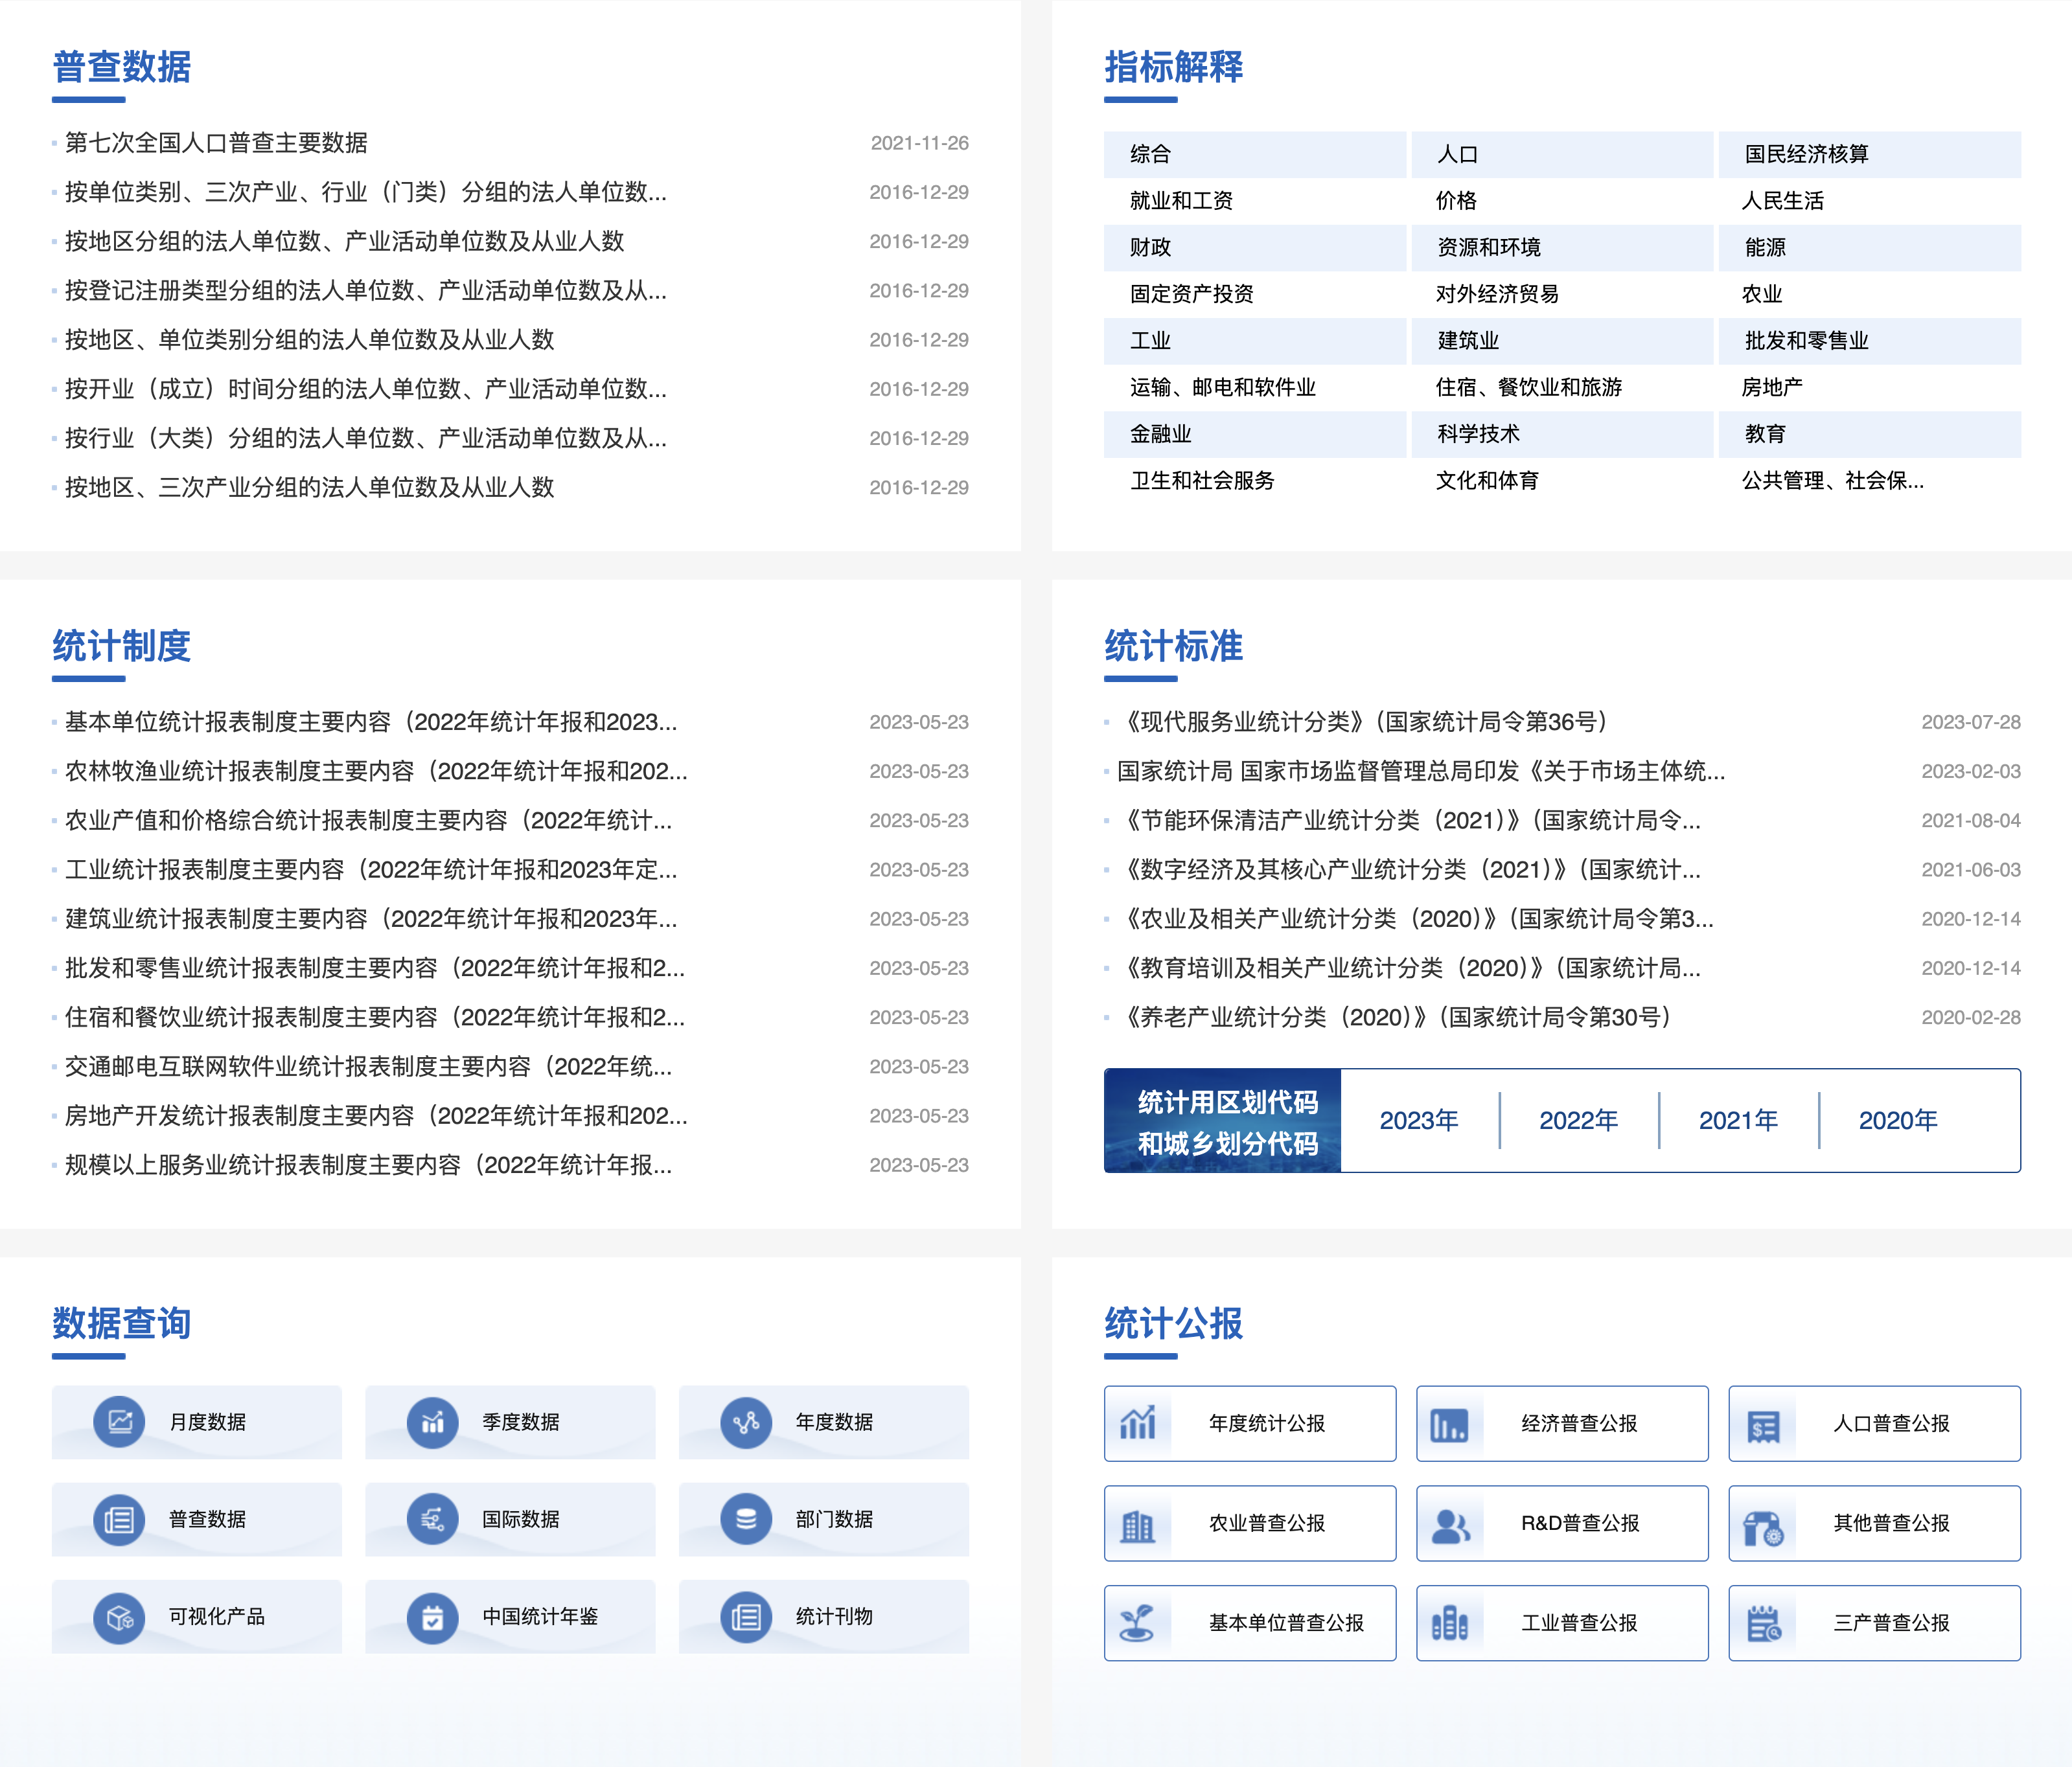 普查数据
第七次全国人口普查主要数据 2021-11-26
按单位类别、三次产业、行业（门类）分组的法人单位数... 2016-12-29
按地区分组的法人单位数、产业活动单位数及从业人数 2016-12-29
按登记注册类型分组的法人单位数、产业活动单位数及从... 2016-12-29
按地区、单位类别分组的法人单位数及从业人数 2016-12-29
按开业（成立）时间分组的法人单位数、产业活动单位数... 2016-12-29
按行业（大类）分组的法人单位数、产业活动单位数及从... 2016-12-29
按地区、三次产业分组的法人单位数及从业人数 2016-12-29
指标解释
综合 人口 国民经济核算
就业和工资 价格 人民生活
财政 资源和环境 能源
固定资产投资 对外经济贸易 农业
工业 建筑业 批发和零售业
运输、邮电和软件业 住宿、餐饮业和旅游 房地产
金融业 科学技术 教育
卫生和社会服务 文化和体育 公共管理、社会保...
统计制度
基本单位统计报表制度主要内容（2022年统计年报和2023... 2023-05-23
农林牧渔业统计报表制度主要内容（2022年统计年报和202... 2023-05-23
农业产值和价格综合统计报表制度主要内容（2022年统计... 2023-05-23
工业统计报表制度主要内容（2022年统计年报和2023年定... 2023-05-23
建筑业统计报表制度主要内容（2022年统计年报和2023年... 2023-05-23
批发和零售业统计报表制度主要内容（2022年统计年报和2... 2023-05-23
住宿和餐饮业统计报表制度主要内容（2022年统计年报和2... 2023-05-23
交通邮电互联网软件业统计报表制度主要内容（2022年统... 2023-05-23
房地产开发统计报表制度主要内容（2022年统计年报和202... 2023-05-23
规模以上服务业统计报表制度主要内容（2022年统计年报... 2023-05-23
统计标准
《现代服务业统计分类》（国家统计局令第36号） 2023-07-28
国家统计局 国家市场监督管理总局印发《关于市场主体统... 2023-02-03
《节能环保清洁产业统计分类（2021）》（国家统计局令... 2021-08-04
《数字经济及其核心产业统计分类（2021）》（国家统计... 2021-06-03
《农业及相关产业统计分类（2020）》（国家统计局令第3... 2020-12-14
《教育培训及相关产业统计分类（2020）》（国家统计局... 2020-12-14
《养老产业统计分类（2020）》（国家统计局令第30号） 2020-02-28
统计用区划代码
和城乡划分代码
2023年 2022年 2021年 2020年
数据查询
月度数据 季度数据 年度数据
普查数据 国际数据 部门数据
可视化产品 中国统计年鉴 统计刊物
统计公报
年度统计公报 经济普查公报 人口普查公报
农业普查公报 R&D普查公报 其他普查公报
基本单位普查公报 工业普查公报 三产普查公报